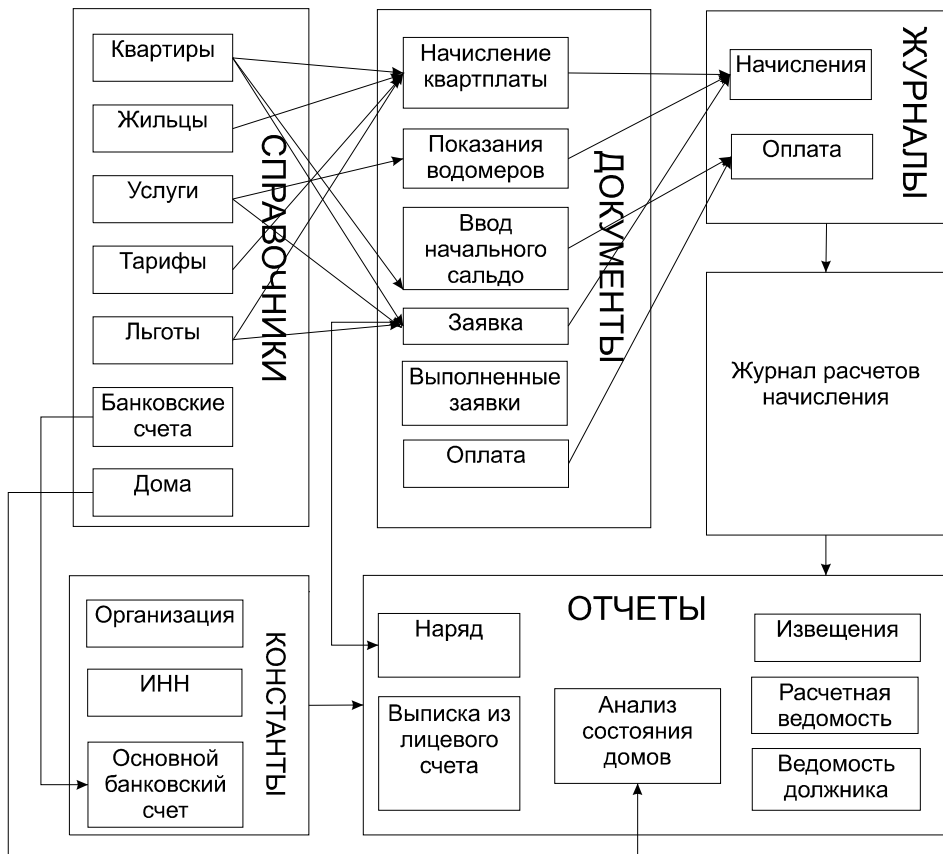 Квартиры
Жильцы
Услуги
Тарифы
Льготы
Банковские
счета
Дома
СПРАВОЧНИКИ
Начисление
квартплаты
Показания
водомеров
Ввод
начального
сальдо
Заявка
Выполненные
заявки
Оплата
ДОКУМЕНТЫ
Начисления
Оплата
ЖУРНАЛЫ
Журнал расчетов
начисления
Организация
ИНН
Основной
банковский
счет
КОНСТАНТЫ
ОТЧЕТЫ
Наряд
Выписка из
лицевого
счета
Анализ
состояния
домов
Извещения
Расчетная
ведомость
Ведомость
должника